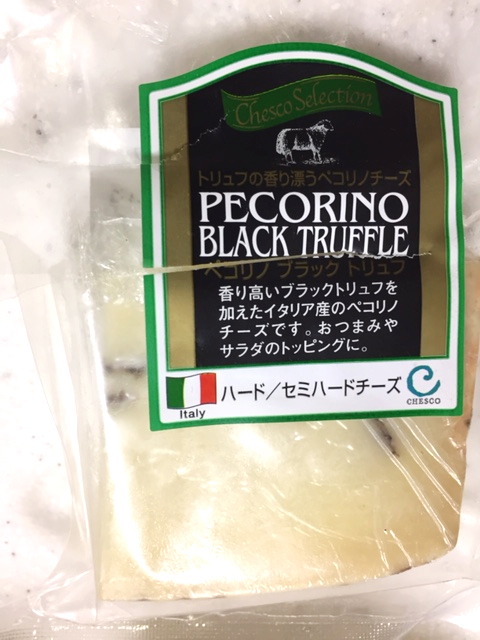 Chesco Selection
トリュフの香り漂うペコリノチーズ
PECORINO
BLACK TRUFFLE
ペコリノ ブラック トリュフ
香り高いブラックトリュフを
加えたイタリア産のペコリノ
チーズです。おつまみや
サラダのトッピングに。
Italy
ハード／セミハードチーズ
CHESCO